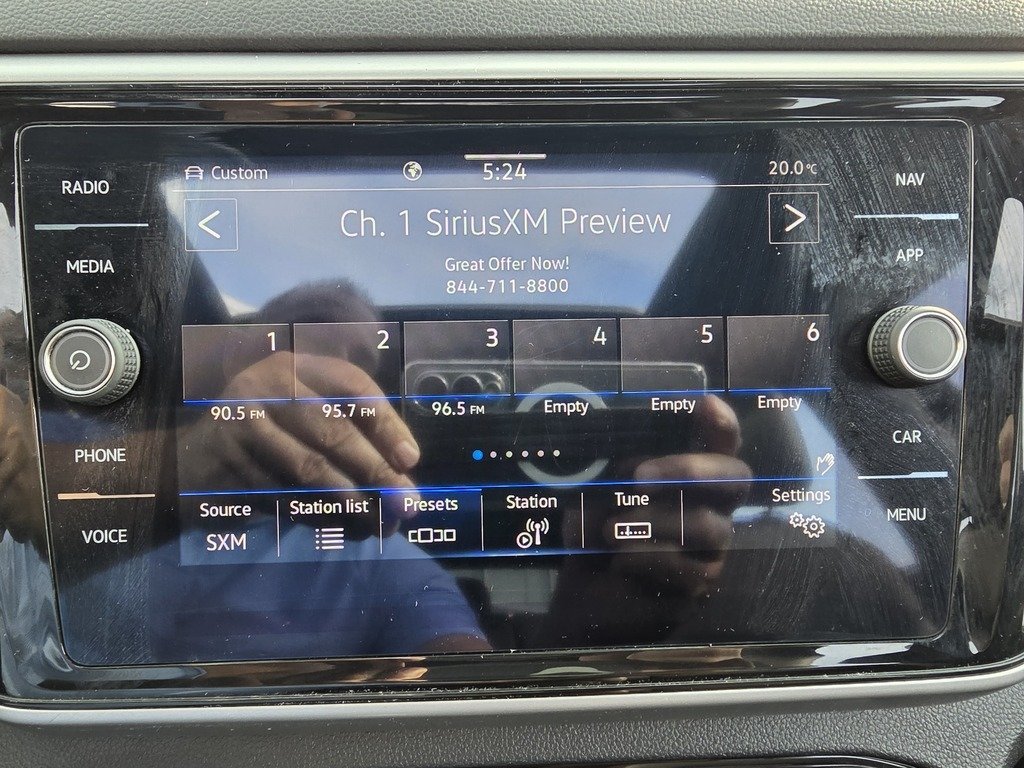 RADIO
MEDIA
PHONE
VOICE
Custom
5:24
20.0°C
Ch. 1 SiriusXM Preview
Great Offer Now!
844-711-8800
1 2 3 4 5 6
90.5 FM 95.7 FM 96.5 FM Empty Empty Empty
Source Station list Presets Station Tune Settings
SXM
NAV
APP
CAR
MENU